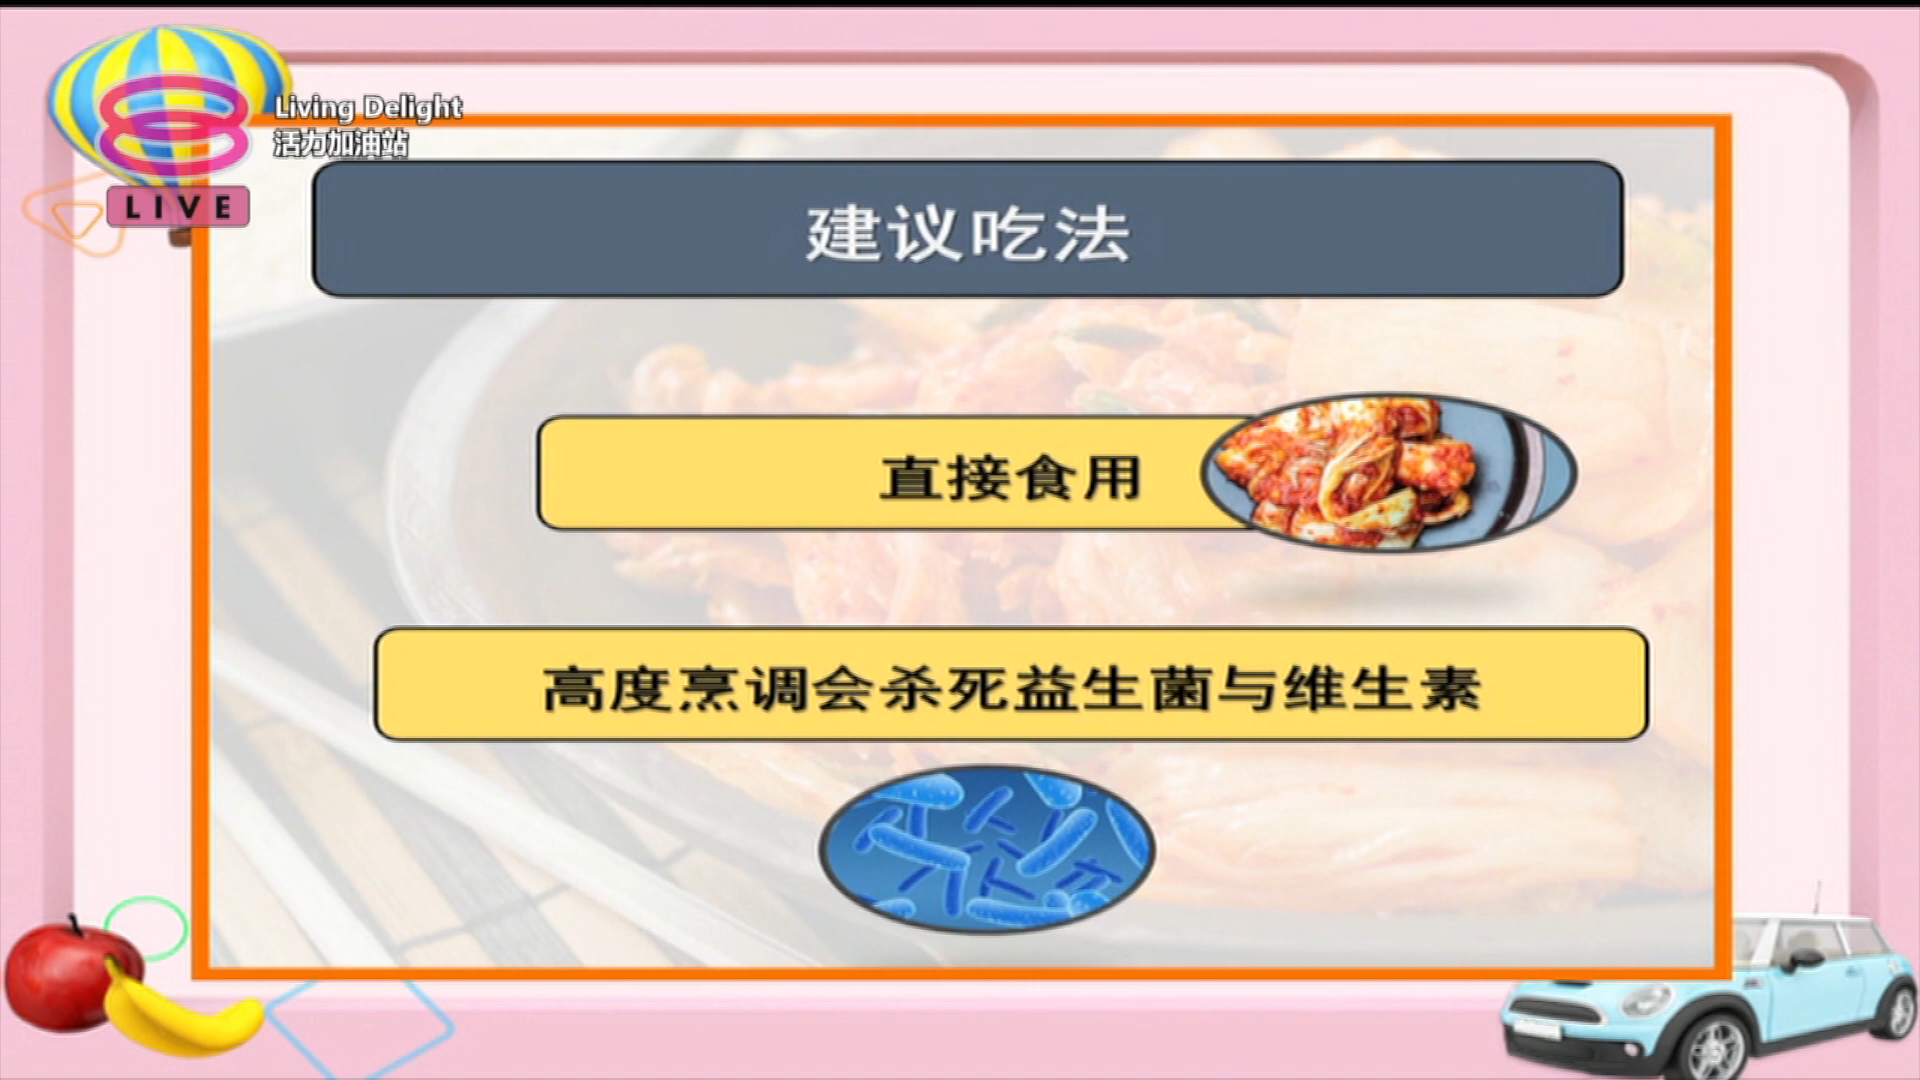 Living Delight
活力加油站
LIVE
建议吃法
直接食用
高度烹调会杀死益生菌与维生素